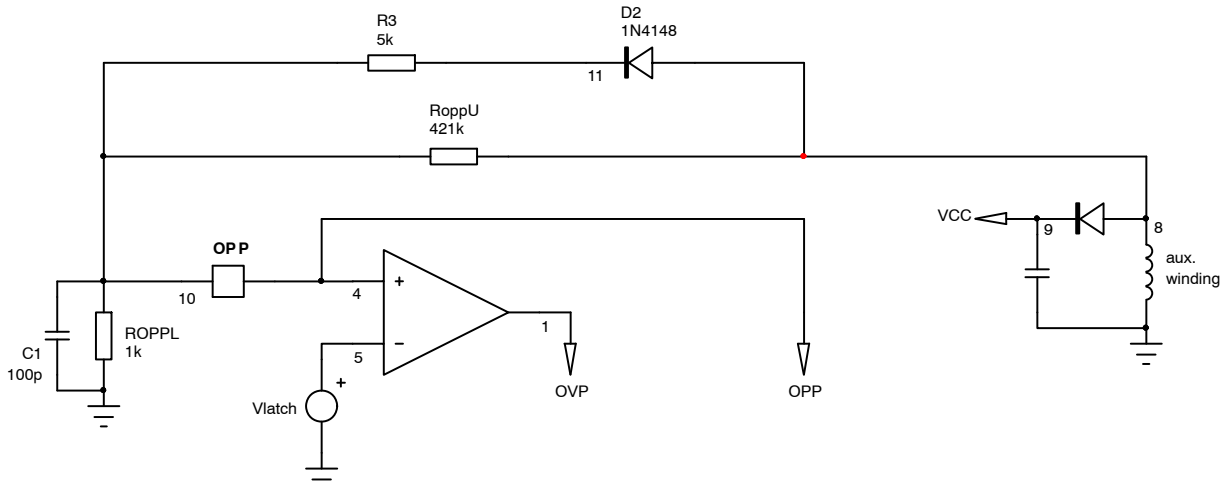 D2
1N4148
R3
5k
11
RoppU
421k
VCC
9
8
aux.
winding
OPP
10
4
+
ROPPL
1k
C1
100p
1
5
−
+
Vlatch
OVP
OPP